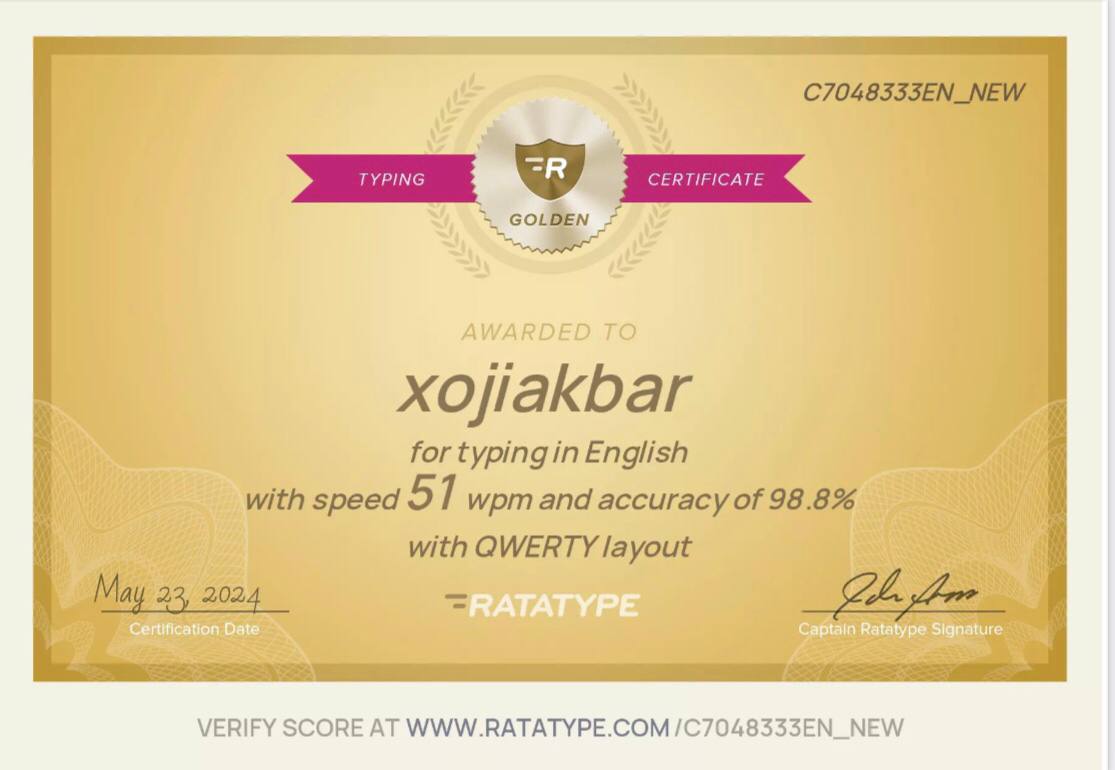 C7048333EN_NEW
TYPING
CERTIFICATE
R
GOLDEN
AWARDED TO
xojiakbar
for typing in English
with speed 51 wpm and accuracy of 98.8%
with QWERTY layout
May 23, 2024
RATATYPE
Certification Date
Captain Ratatype Signature
VERIFY SCORE AT WWW.RATATYPE.COM/C7048333EN_NEW